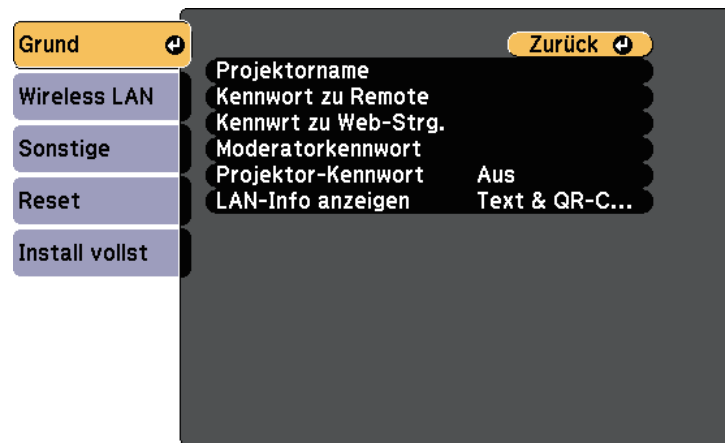 Grund
Wireless LAN
Sonstige
Reset
Install vollst
Zurück
Projektorname
Kennwort zu Remote
Kennwrt zu Web-Strg.
Moderatorkennwort
Projektor-Kennwort Aus
LAN-Info anzeigen Text & QR-C...